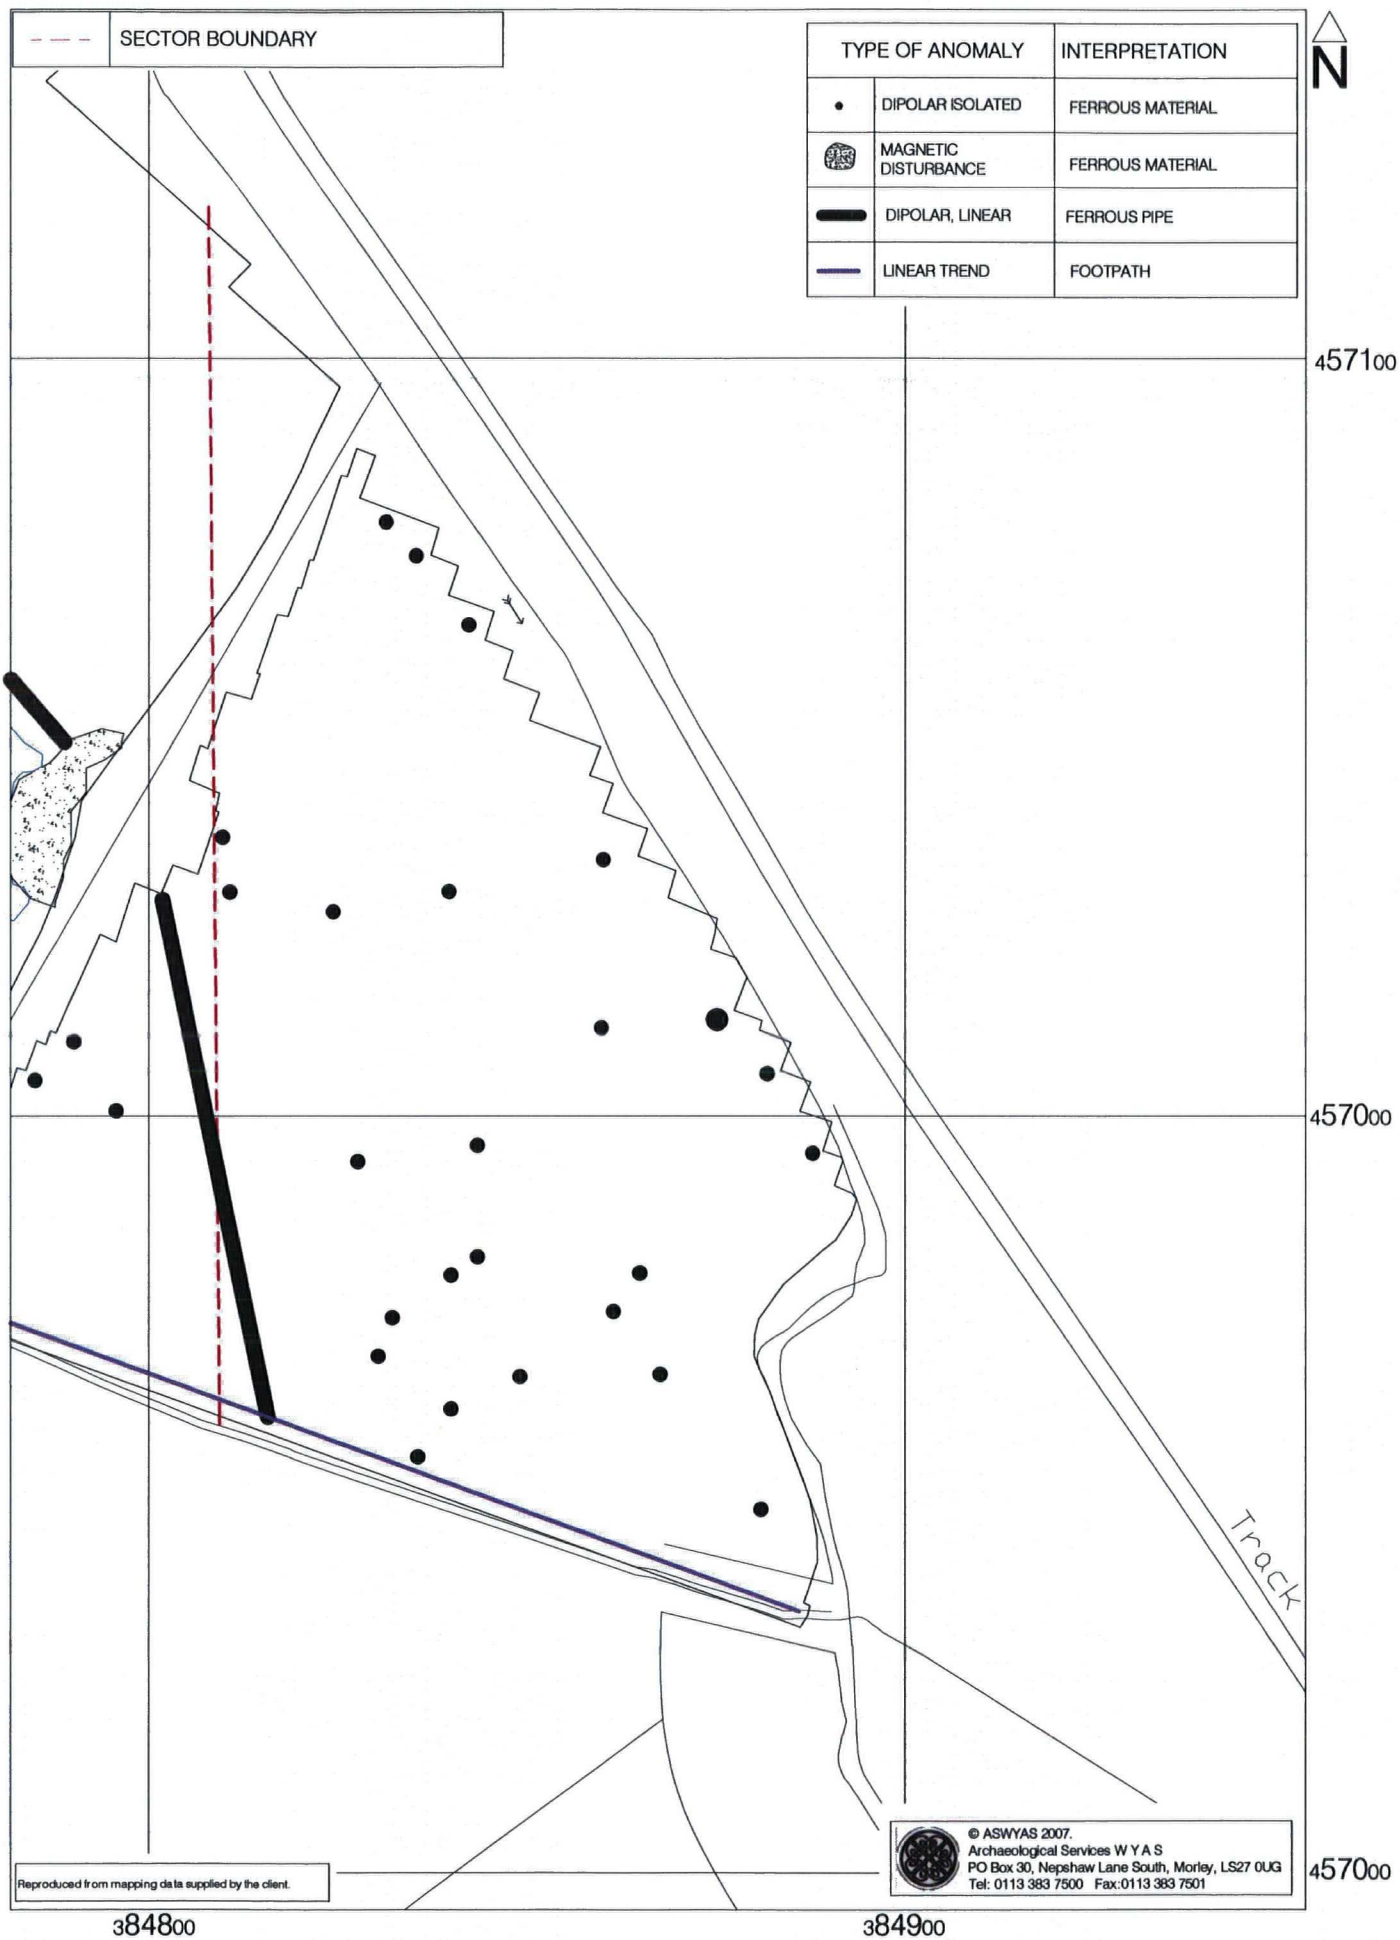 SECTOR BOUNDARY
TYPE OF ANOMALY INTERPRETATION
N
DIPOLAR ISOLATED FERROUS MATERIAL
MAGNETIC
DISTURBANCE FERROUS MATERIAL
DIPOLAR, LINEAR FERROUS PIPE
LINEAR TREND FOOTPATH
457100
457000
Track
© ASWYAS 2007.
Archaeological Services W Y A S
PO Box 30, Nepshaw Lane South, Morley, LS27 0UG
Tel: 0113 383 7500 Fax:0113 383 7501
457000
Reproduced from mapping data supplied by the client.
384800
384900